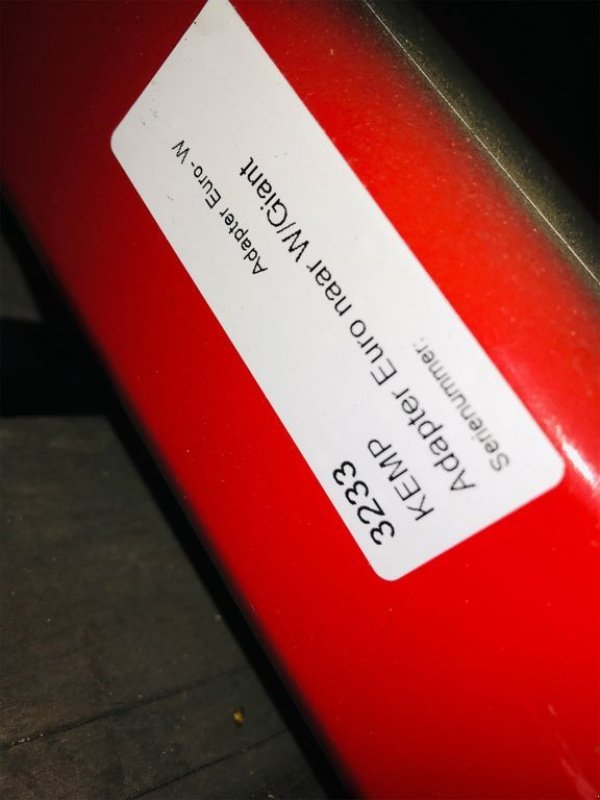 3233
Adapter Euro - W
KEMP
Adapter Euro naar W/Giant
Serienummer: